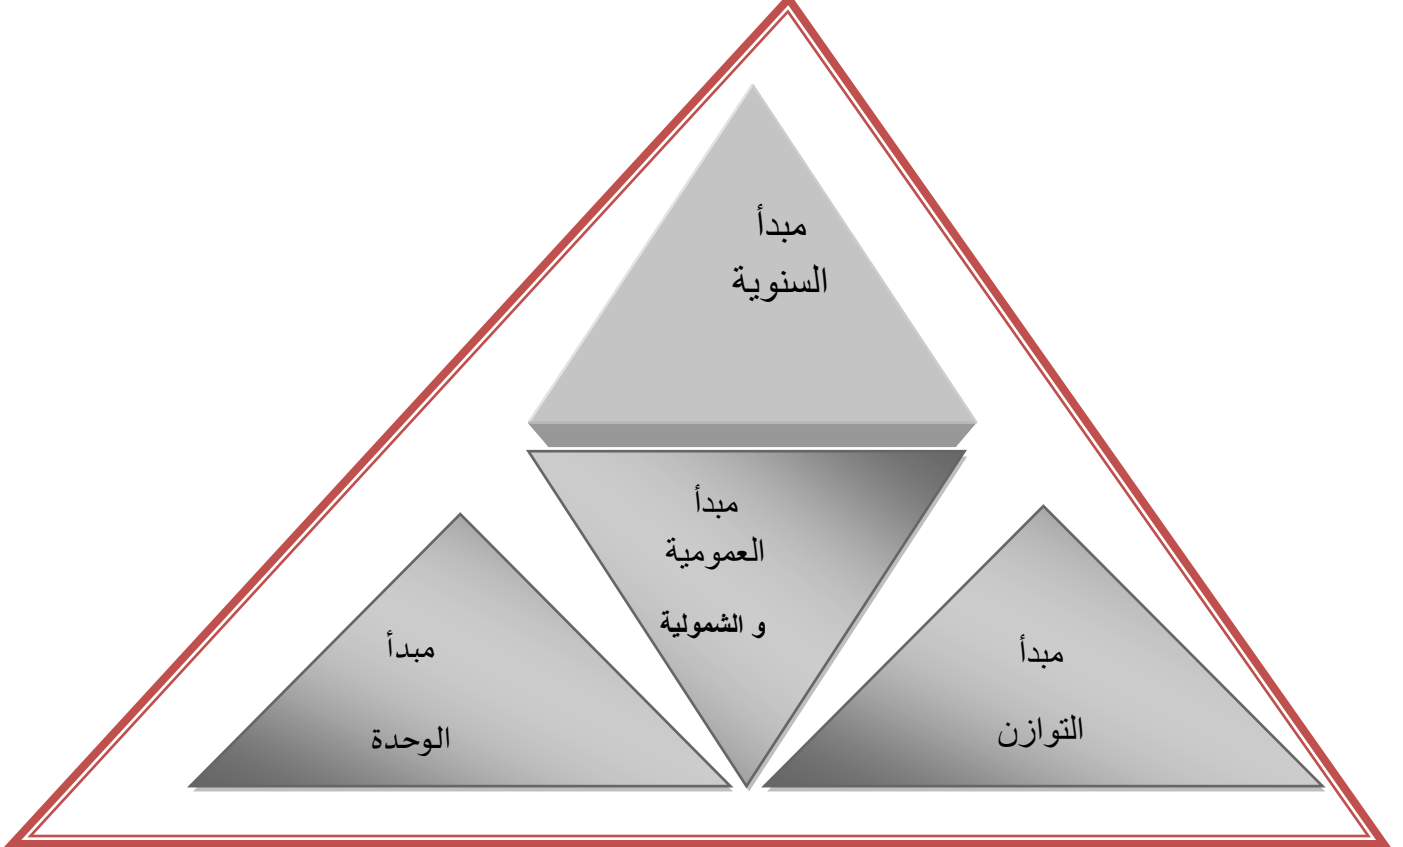 مبدأ
السنوية
مبدأ
العمومية
و الشمولية
مبدأ
التوازن
مبدأ
الوحدة